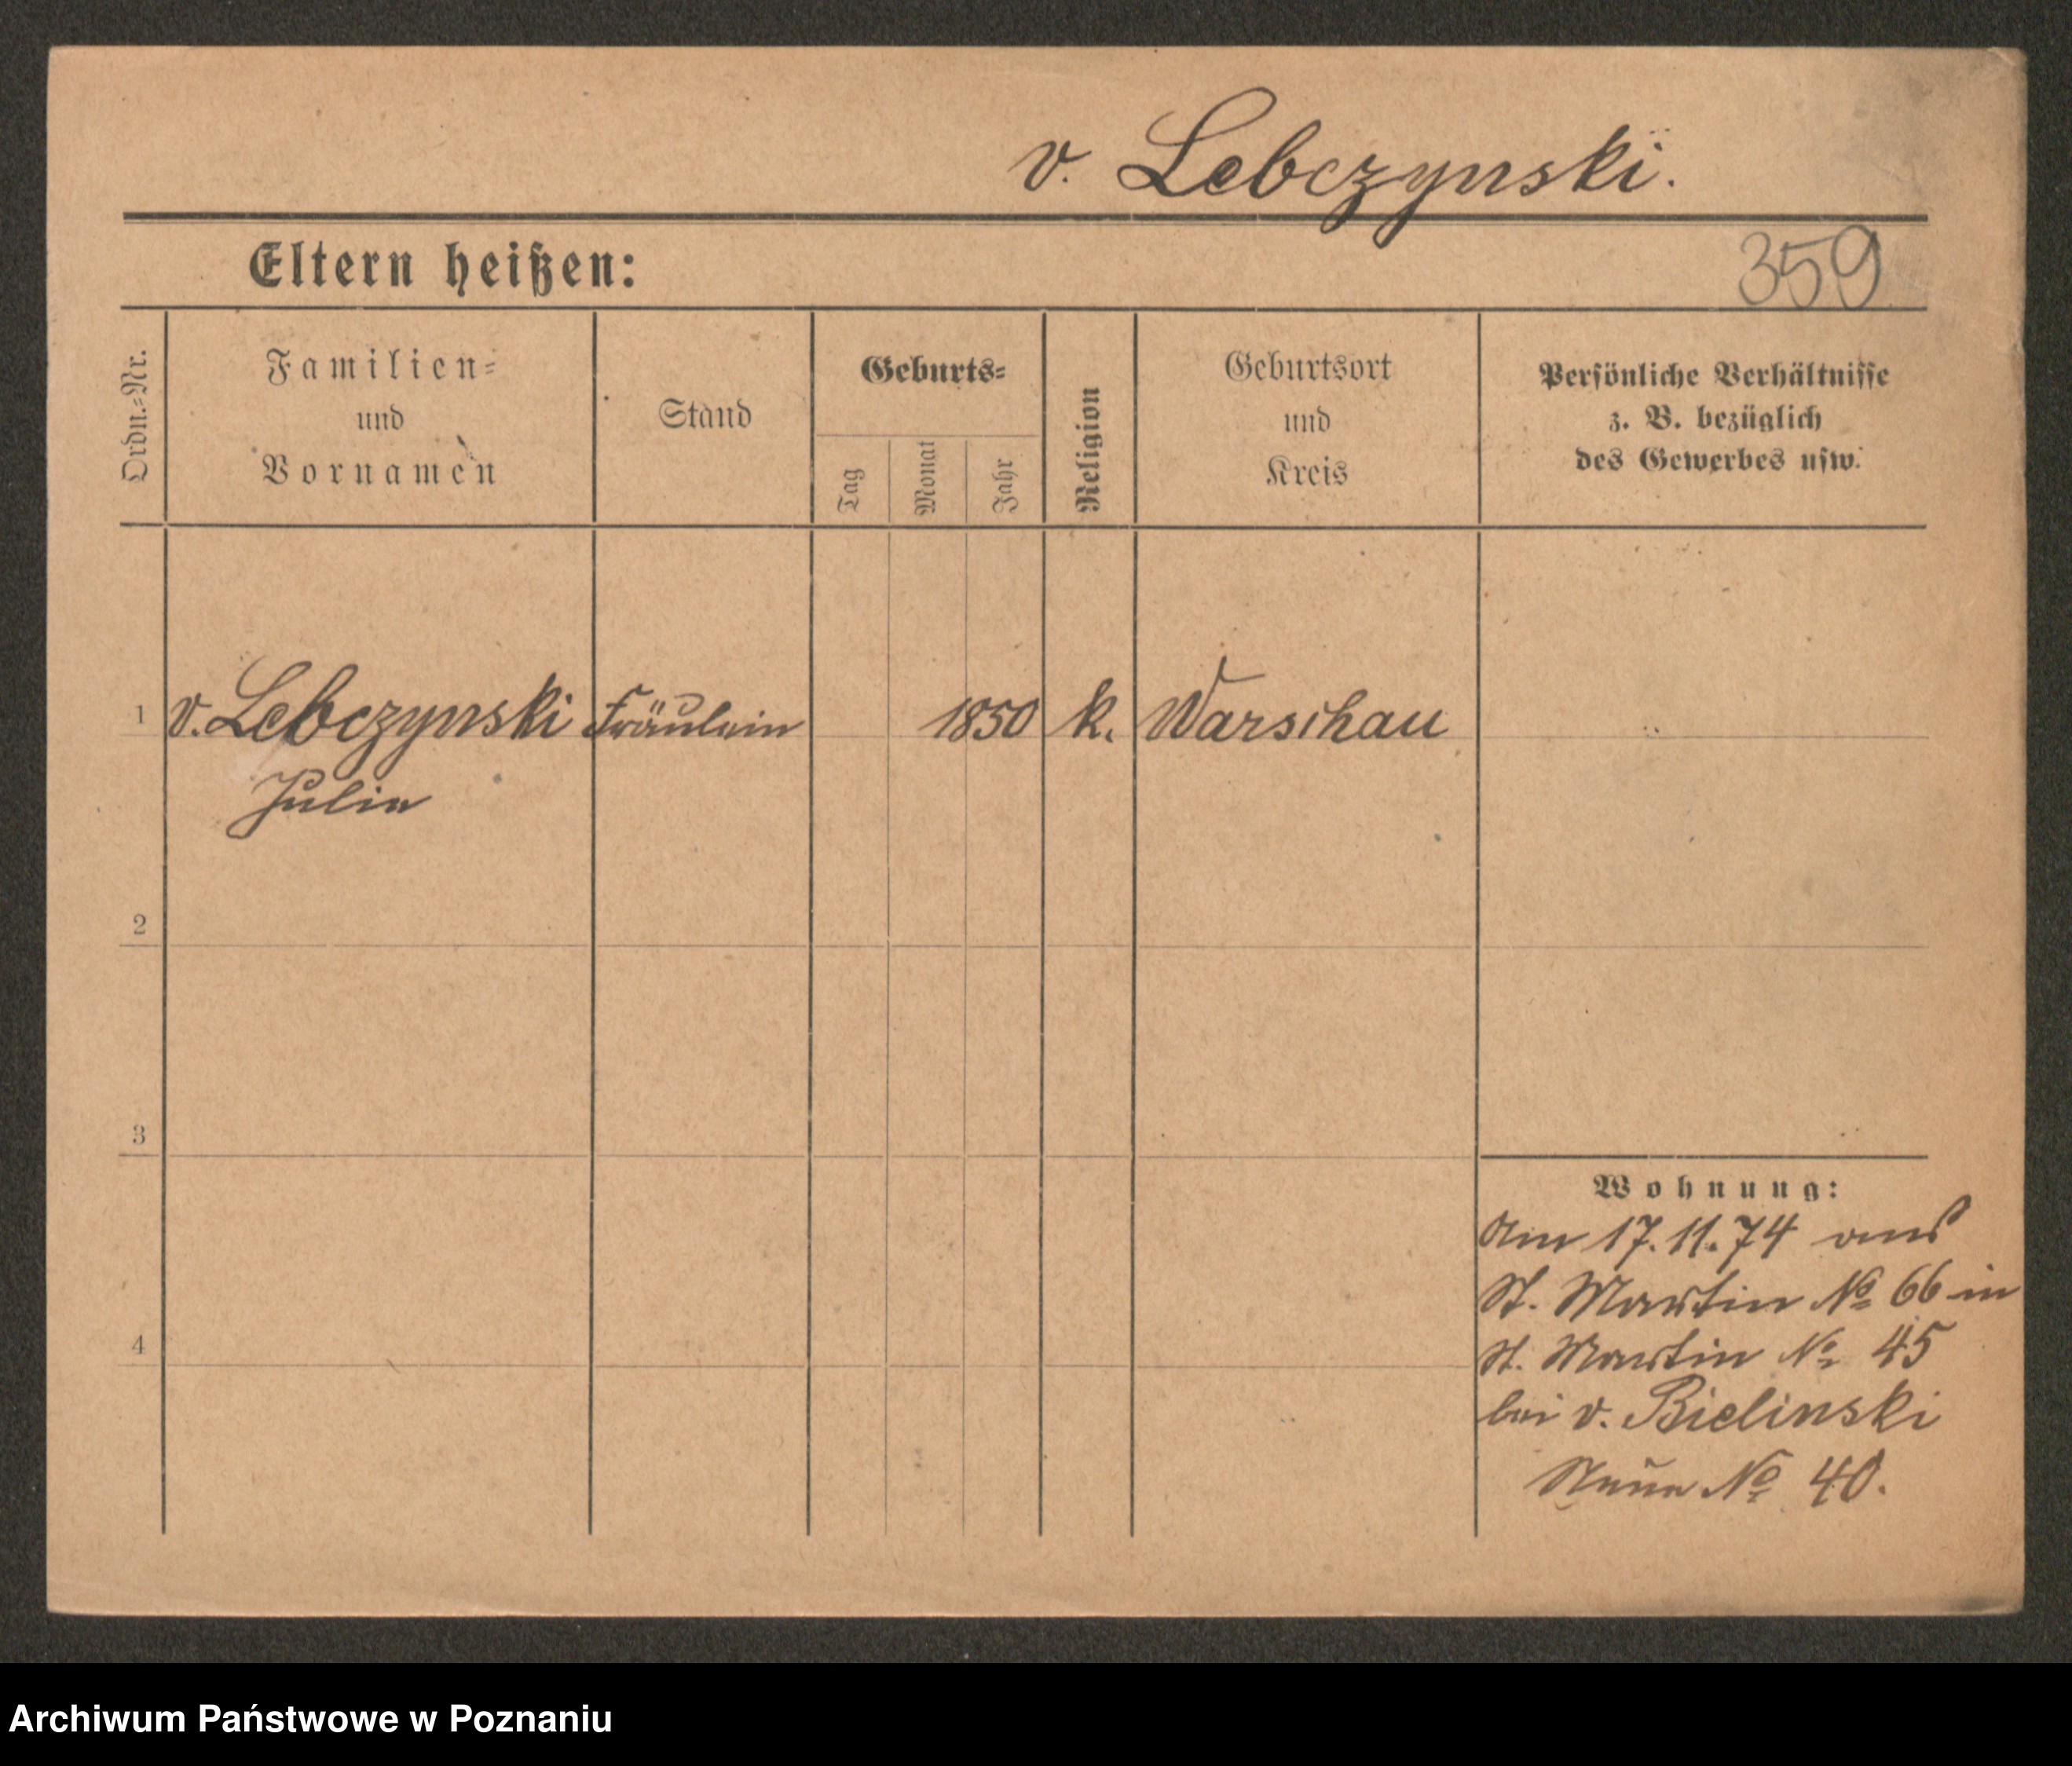 v. Lebczynski.
Eltern heißen:
359
Ordn.-Nr.
Familien-
und
Vornamen
Stand
Geburts-
Tag
Monat
Jahr
Religion
Geburtsort
und
Kreis
Persönliche Verhältnisse
z. B. bezüglich
des Gewerbes usw.
1 v. Lebczynski Fräulein 1850 k. Warschau
Julie
2
3
4
Wohnung:
Am 17.11.74 aus
St. Martin No 66 in
St. Martin No 45
bei v. Bielinski
No 40.
Archiwum Państwowe w Poznaniu